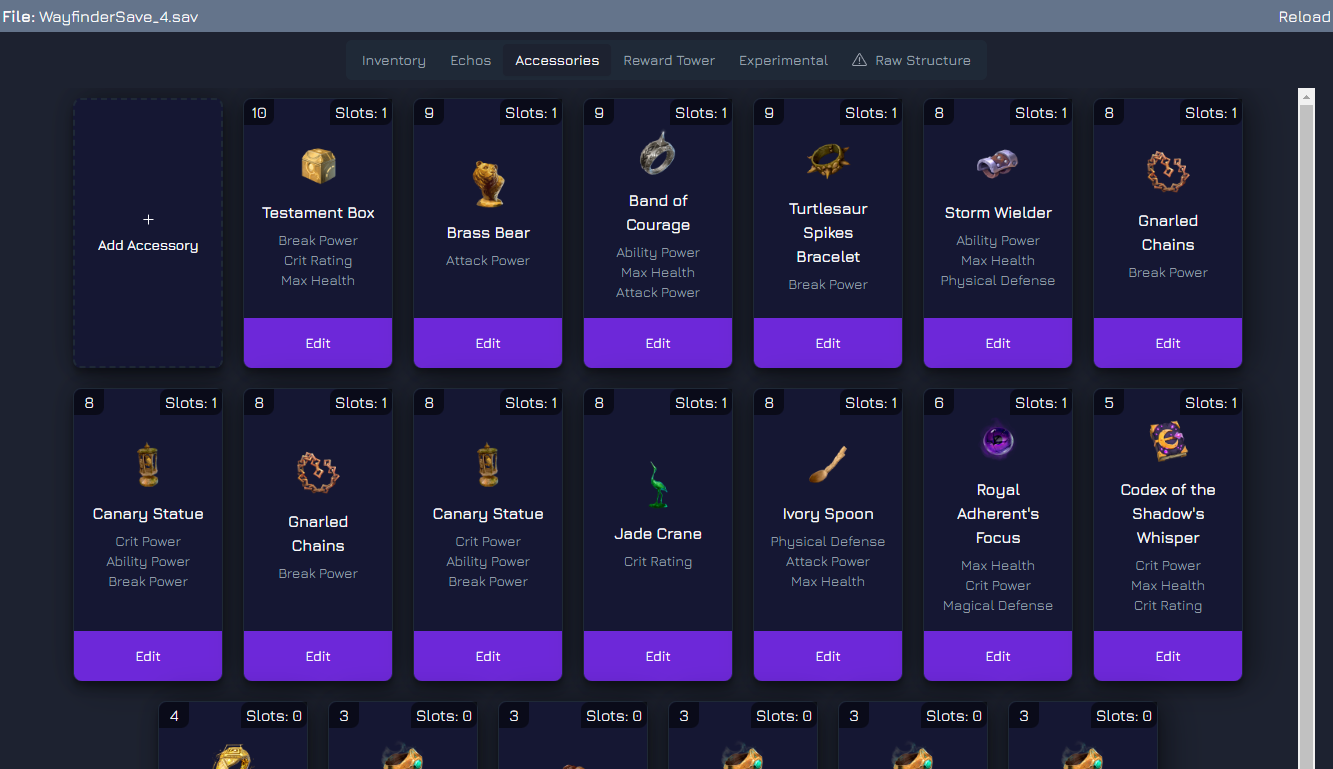 File: WayfinderSave_4.sav
Reload
Inventory
Echos
Accessories
Reward Tower
Experimental
Raw Structure
+
Add Accessory
10
Slots: 1
Testament Box
Break Power
Crit Rating
Max Health
Edit
9
Slots: 1
Brass Bear
Attack Power
Edit
9
Slots: 1
Band of
Courage
Ability Power
Max Health
Attack Power
Edit
9
Slots: 1
Turtlesaur
Spikes
Bracelet
Break Power
Edit
8
Slots: 1
Storm Wielder
Ability Power
Max Health
Physical Defense
Edit
8
Slots: 1
Gnarled
Chains
Break Power
Edit
8
Slots: 1
Canary Statue
Crit Power
Ability Power
Break Power
Edit
8
Slots: 1
Gnarled
Chains
Break Power
Edit
8
Slots: 1
Canary Statue
Crit Power
Ability Power
Break Power
Edit
8
Slots: 1
Jade Crane
Crit Rating
Edit
8
Slots: 1
Ivory Spoon
Physical Defense
Attack Power
Max Health
Edit
6
Slots: 1
Royal
Adherent's
Focus
Max Health
Crit Power
Magical Defense
Edit
5
Slots: 1
Codex of the
Shadow's
Whisper
Crit Power
Max Health
Crit Rating
Edit
4
Slots: 0
3
Slots: 0
3
Slots: 0
3
Slots: 0
3
Slots: 0
3
Slots: 0